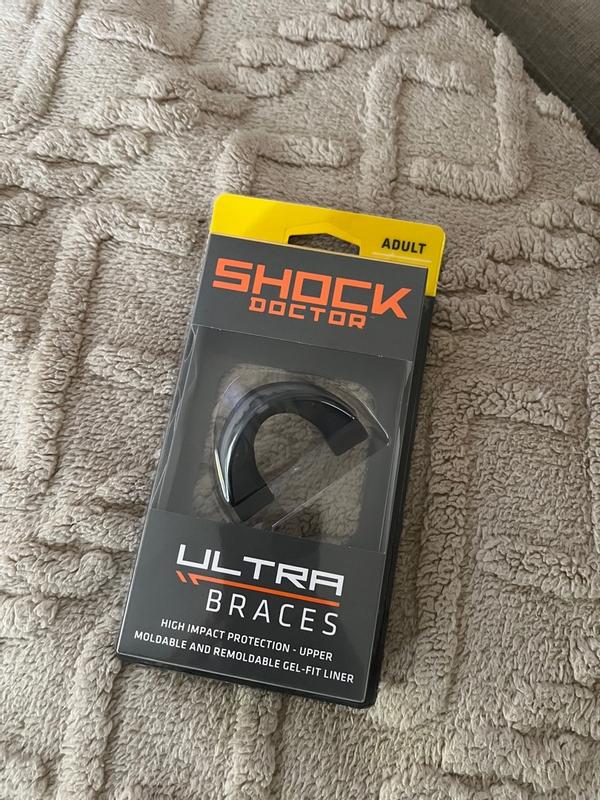 ADULT
SHOCK
DOCTOR
ULTRA
BRACES
HIGH IMPACT PROTECTION - UPPER
MOLDABLE AND REMOLDABLE GEL-FIT LINER